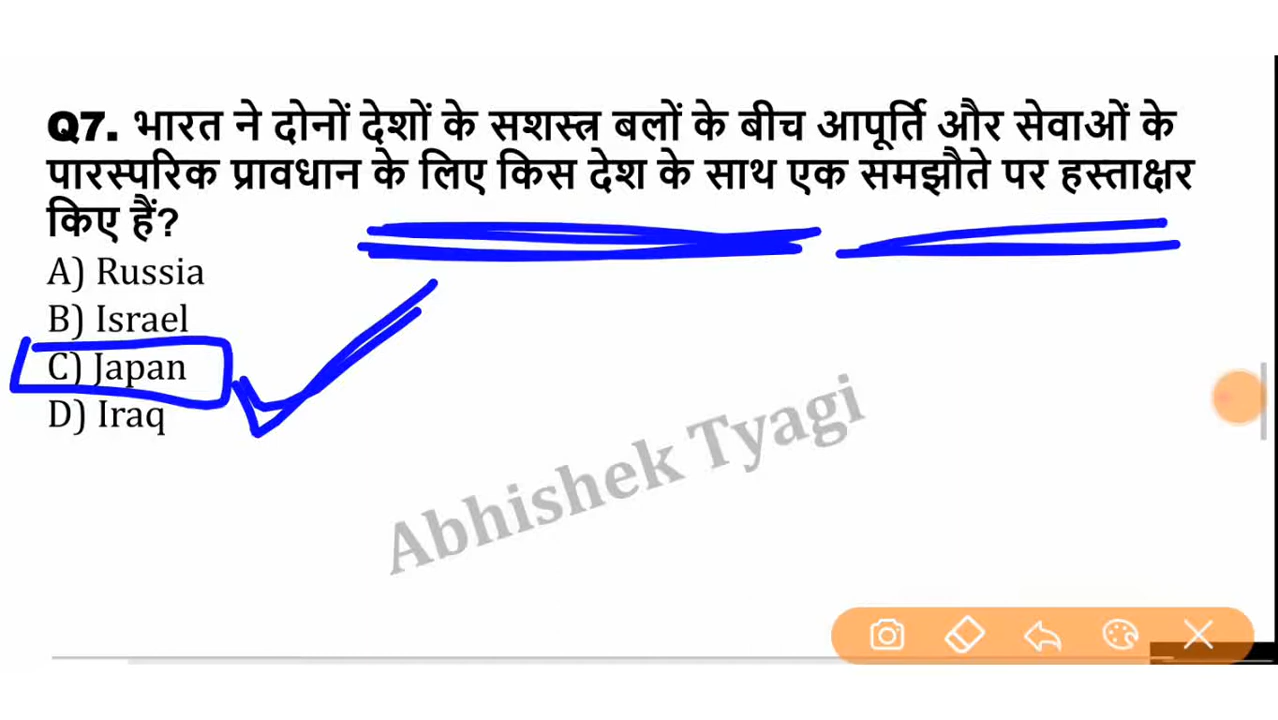 Q7. भारत ने दोनों देशों के सशस्त्र बलों के बीच आपूर्ति और सेवाओं के
पारस्परिक प्रावधान के लिए किस देश के साथ एक समझौते पर हस्ताक्षर
किए हैं?
A) Russia
B) Israel
C) Japan
D) Iraq
Abhishek Tyagi